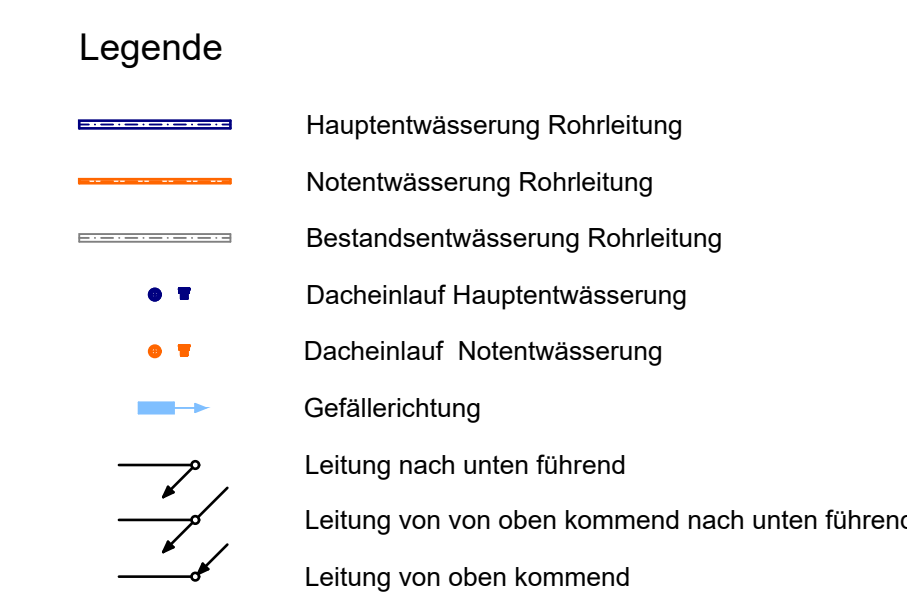 Legende
Hauptentwässerung Rohrleitung
Notentwässerung Rohrleitung
Bestandsentwässerung Rohrleitung
Dacheinlauf Hauptentwässerung
Dacheinlauf  Notentwässerung
Gefällerichtung
Leitung nach unten führend
Leitung von von oben kommend nach unten führend
Leitung von oben kommend